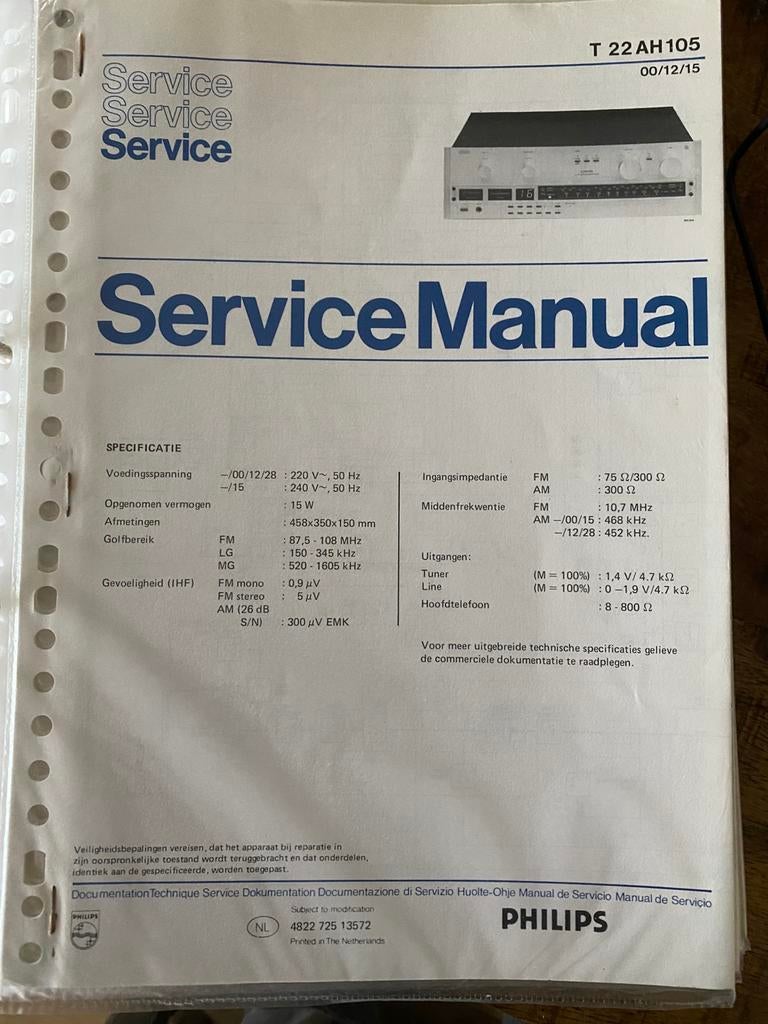 T 22AH105
00/12/15
Service
Service
Service
16
Service Manual
SPECIFICATIE
Voedingsspanning –/00/12/28 : 220 V~, 50 Hz
–/15 : 240 V~, 50 Hz
Opgenomen vermogen : 15 W
Afmetingen : 458x350x150 mm
Golfbereik FM : 87,5 - 108 MHz
LG : 150 - 345 kHz
MG : 520 - 1605 kHz
Gevoeligheid (IHF) FM mono : 0,9 µV
FM stereo : 5 µV
AM (26 dB
S/N) : 300 µV EMK
Ingangsimpedantie FM : 75 Ω/300 Ω
AM : 300 Ω
Middenfrekwentie FM : 10,7 MHz
AM –/00/15 : 468 kHz
–/12/28 : 452 kHz.
Uitgangen:
Tuner (M = 100%) : 1,4 V/ 4.7 kΩ
Line (M = 100%) : 0 –1,9 V/4.7 kΩ
Hoofdtelefoon : 8 - 800 Ω
Voor meer uitgebreide technische specificaties gelieve
de commerciele dokumentatie te raadplegen.
Veiligheidsbepalingen vereisen, dat het apparaat bij reparatie in
zijn oorspronkelijke toestand wordt teruggebracht en dat onderdelen,
identiek aan de gespecificeerde, worden toegepast.
Documentation Technique Service Dokumentation Documentazione di Servizio Huolte-Ohje Manual de Servicio Manual de Serviçio
PHILIPS
NL
Subject to modification
4822 725 13572
Printed in The Netherlands
PHILIPS